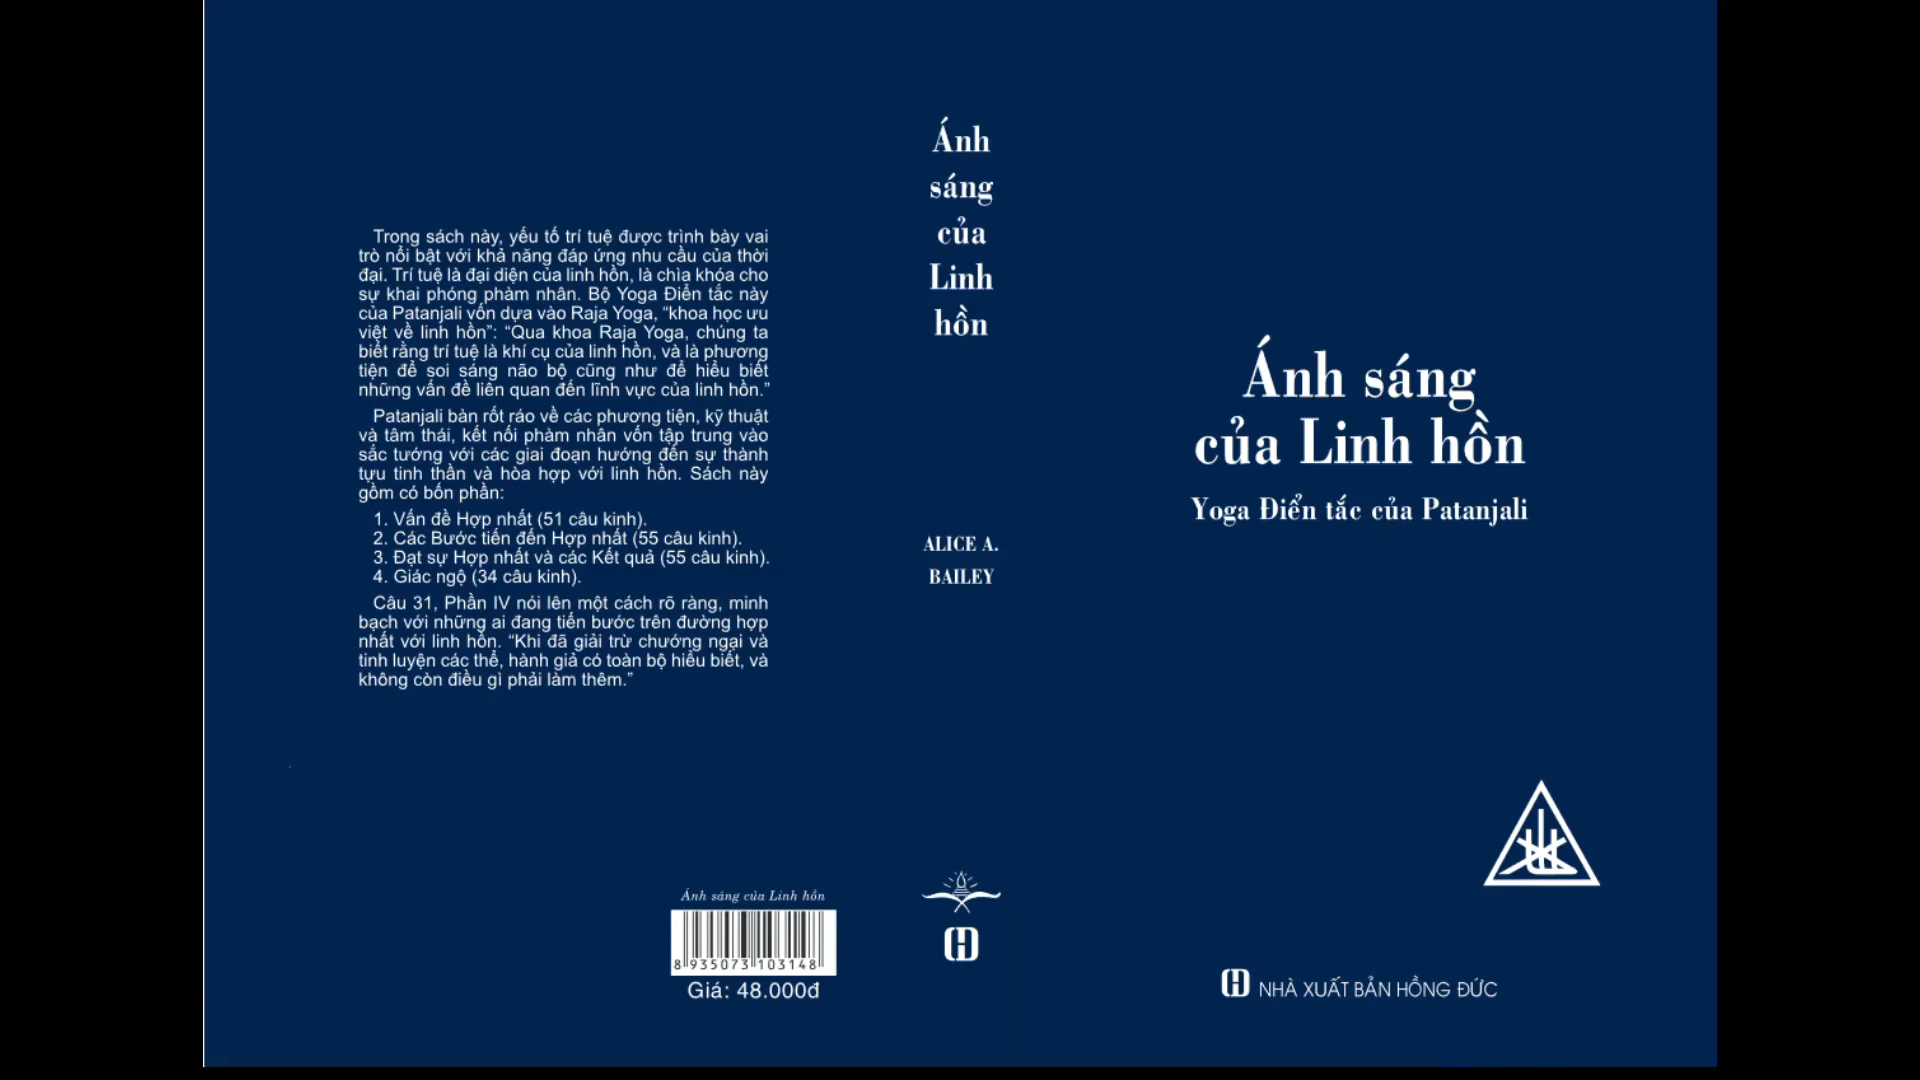 Trong sách này, yếu tố trí tuệ được trình bày vai
trò nổi bật với khả năng đáp ứng nhu cầu của thời
đại. Trí tuệ là đại diện của linh hồn, là chìa khóa cho
sự khai phóng phàm nhân. Bộ Yoga Điển tắc này
của Patanjali vốn dựa vào Raja Yoga, “khoa học ưu
việt về linh hồn”: “Qua khoa Raja Yoga, chúng ta
biết rằng trí tuệ là khí cụ của linh hồn, và là phương
tiện để soi sáng não bộ cũng như để hiểu biết
những vấn đề liên quan đến lĩnh vực của linh hồn.”
Patanjali bàn rốt ráo về các phương tiện, kỹ thuật
và tâm thái, kết nối phàm nhân vốn tập trung vào
sắc tướng với các giai đoạn hướng đến sự thành
tựu tinh thần và hòa hợp với linh hồn. Sách này
gồm có bốn phần:
1. Vấn đề Hợp nhất (51 câu kinh).
2. Các Bước tiến đến Hợp nhất (55 câu kinh).
3. Đạt sự Hợp nhất và các Kết quả (55 câu kinh).
4. Giác ngộ (34 câu kinh).
Câu 31, Phần IV nói lên một cách rõ ràng, minh
bạch với những ai đang tiến bước trên đường hợp
nhất với linh hồn. “Khi đã giải trừ chướng ngại và
tinh luyện các thể, hành giả có toàn bộ hiểu biết, và
không còn điều gì phải làm thêm.”
Ánh sáng của Linh hồn
8 935073 103148
Giá: 48.000đ
Ánh
sáng
của
Linh
hồn
ALICE A.
BAILEY
Ánh sáng
của Linh hồn
Yoga Điển tắc của Patanjali
NHÀ XUẤT BẢN HỒNG ĐỨC